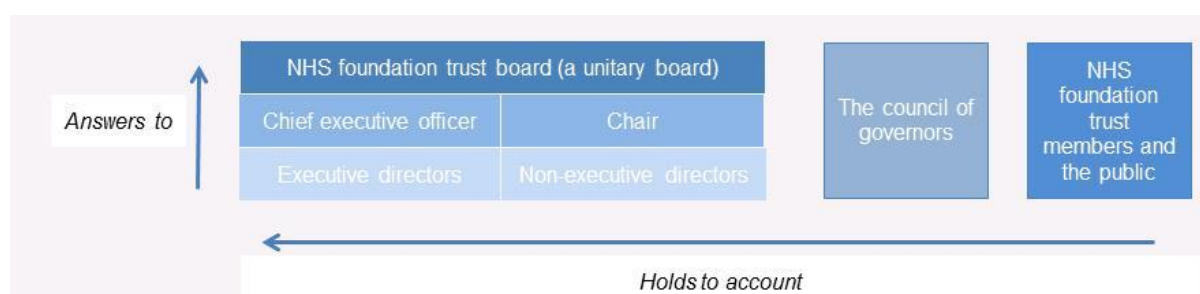 NHS foundation trust board (a unitary board)
Answers to
Chief executive officer
Chair
Executive directors
Non-executive directors
The council of
governors
NHS
foundation
trust
members and
the public
Holds to account